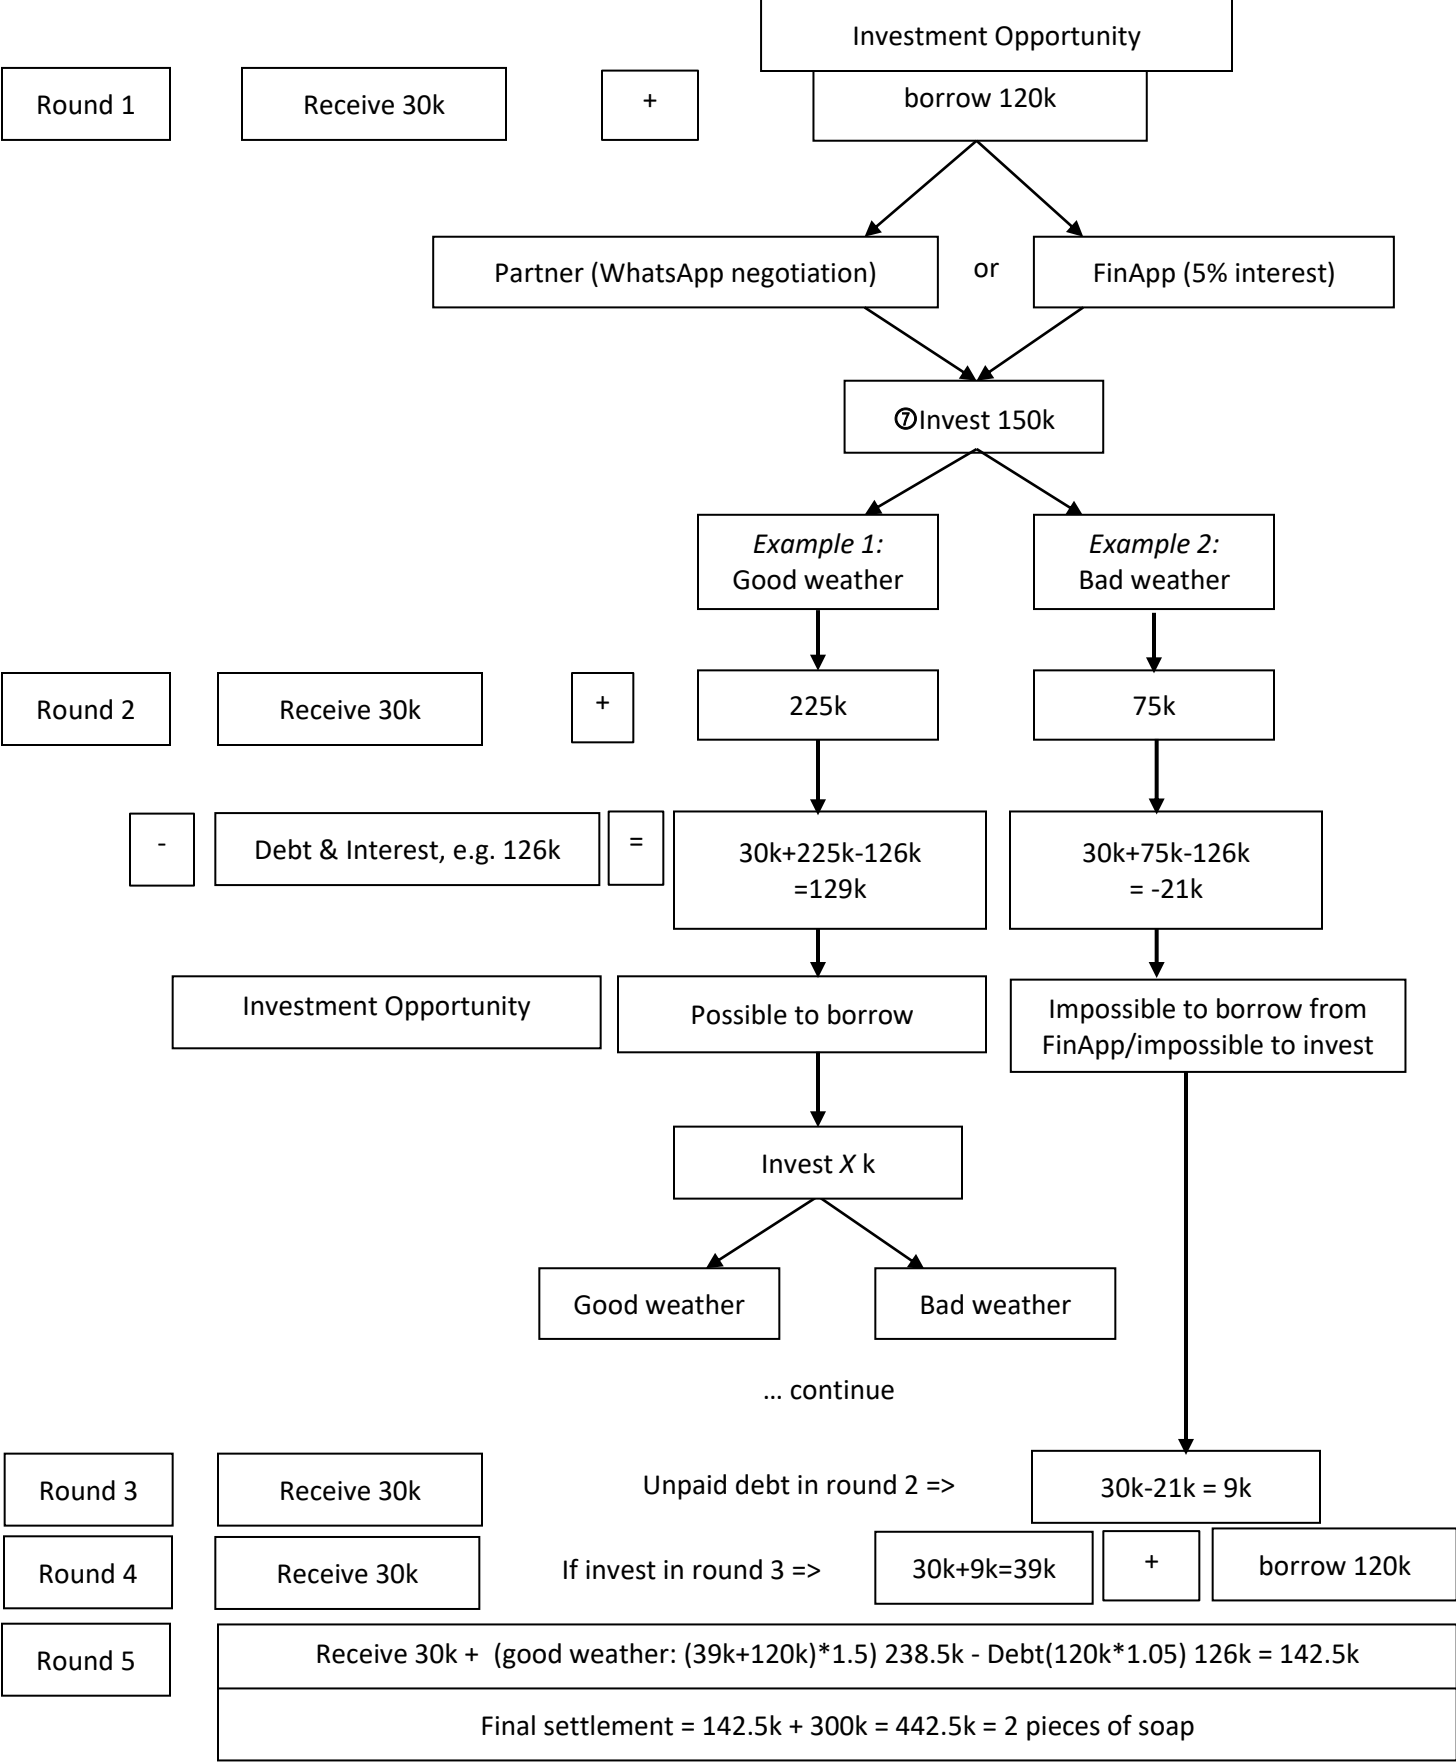 Investment Opportunity
Round 1
Receive 30k
+
borrow 120k
Partner (WhatsApp negotiation)
or
FinApp (5% interest)
⑦Invest 150k
Example 1:
Good weather
Example 2:
Bad weather
Round 2
Receive 30k
+
225k
75k
-
Debt & Interest, e.g. 126k
=
30k+225k-126k
=129k
30k+75k-126k
= -21k
Investment Opportunity
Possible to borrow
Impossible to borrow from
FinApp/impossible to invest
Invest X k
Good weather
Bad weather
... continue
Round 3
Receive 30k
Unpaid debt in round 2 =>
30k-21k = 9k
Round 4
Receive 30k
If invest in round 3 =>
30k+9k=39k
+
borrow 120k
Round 5
Receive 30k + (good weather: (39k+120k)*1.5) 238.5k - Debt(120k*1.05) 126k = 142.5k
Final settlement = 142.5k + 300k = 442.5k = 2 pieces of soap